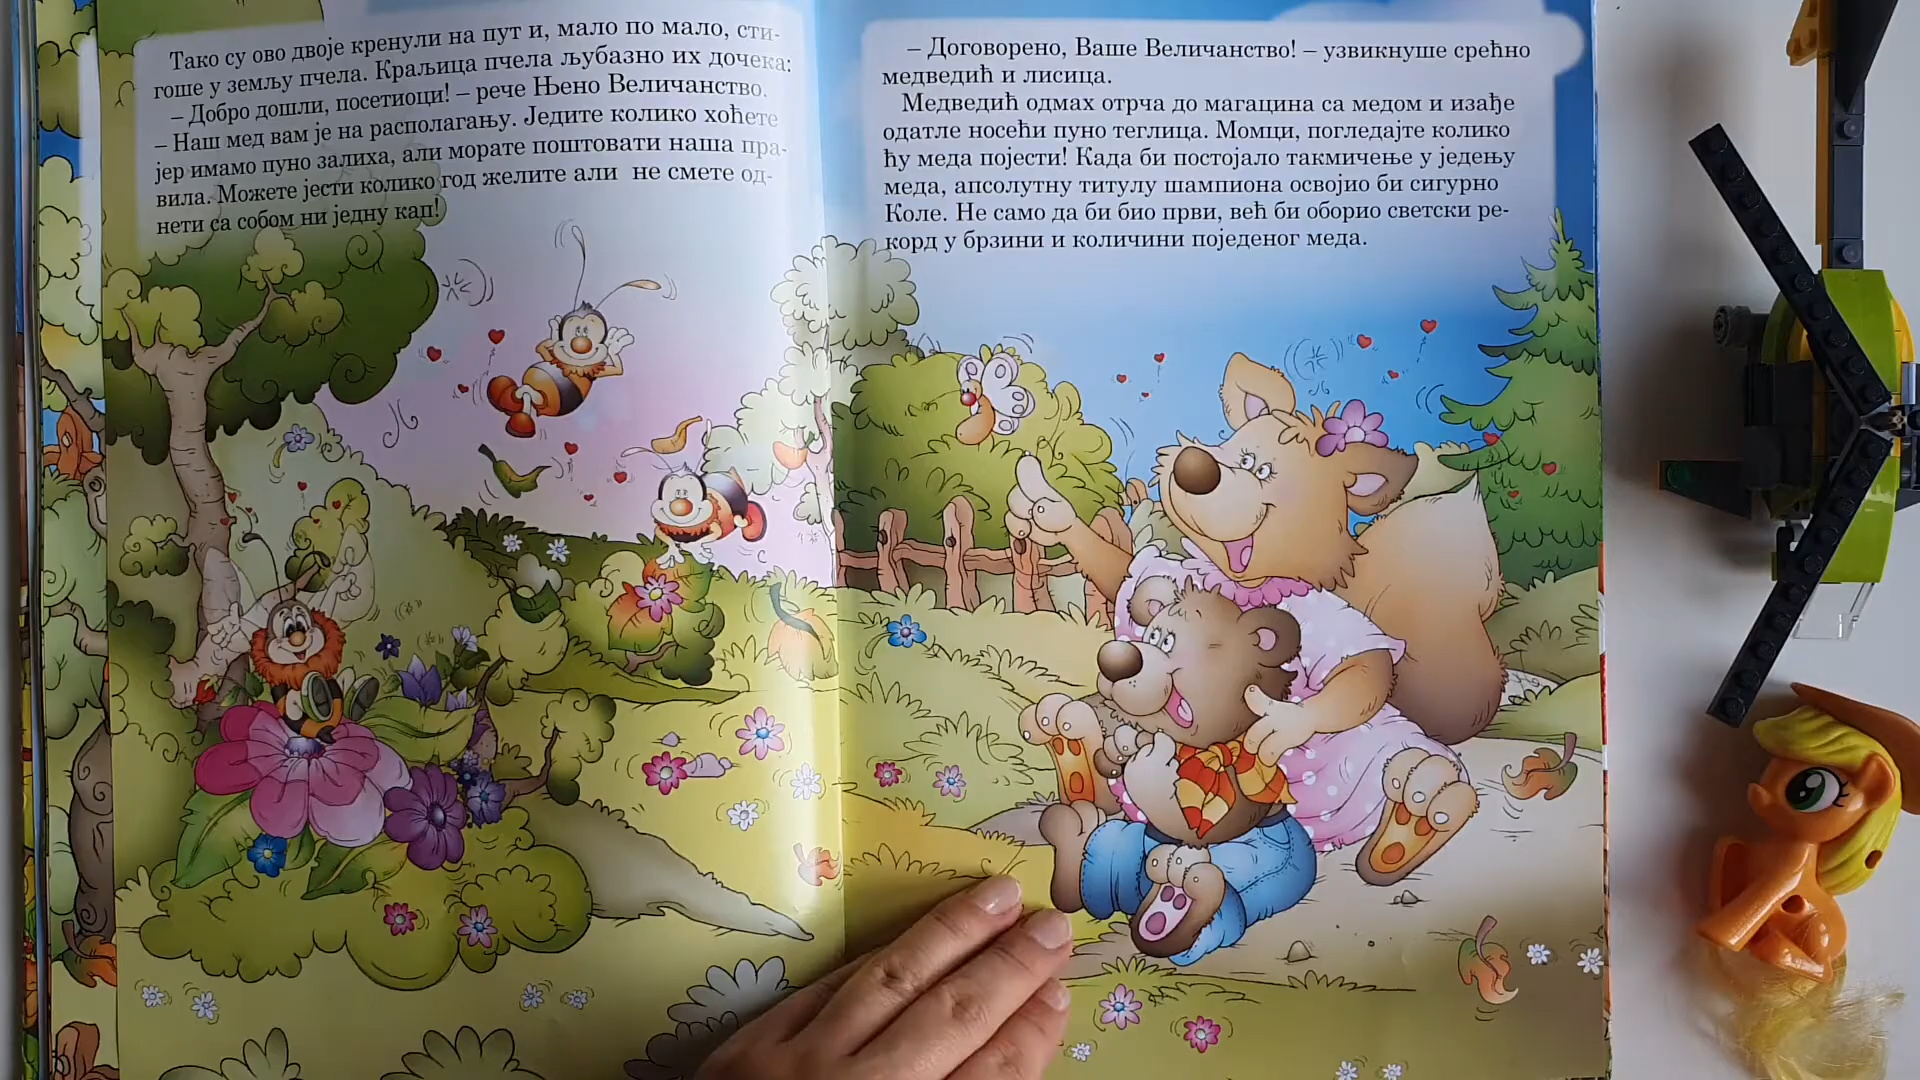 Тако су ово двоје кренули на пут и, мало по мало, сти-
гоше у земљу пчела. Краљица пчела љубазно их дочека:
– Добро дошли, посетиоци! – рече Њено Величанство.
– Наш мед вам је на располагању. Једите колико хоћете
јер имамо пуно залиха, али морате поштовати наша пра-
вила. Можете јести колико год желите али не смете од-
нети са собом ни једну кап!
– Договорено, Ваше Величанство! – узвикнуше срећно
медведић и лисица.
Медведић одмах отрча до магацина са медом и изађе
одатле носећи пуно теглица. Момци, погледајте колико
ћу меда појести! Када би постојало такмичење у једењу
меда, апсолутну титулу шампиона освојио би сигурно
Коле. Не само да би био први, већ би оборио светски ре-
корд у брзини и количини поједеног меда.